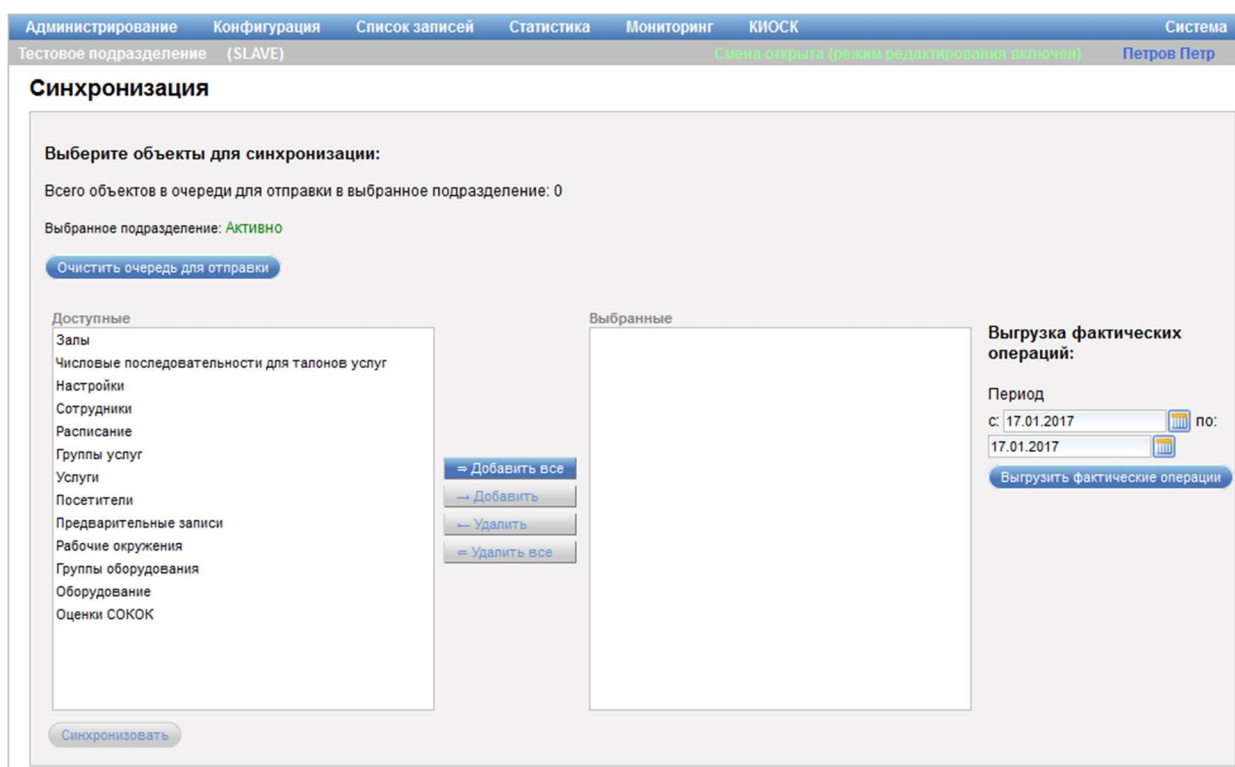 Администрирование Конфигурация Список записей Статистика Мониторинг КИОСК Система
Тестовое подразделение (SLAVE) Смена открыта (режим редактирования включен) Петров Петр
Синхронизация
Выберите объекты для синхронизации:
Всего объектов в очереди для отправки в выбранное подразделение: 0
Выбранное подразделение: Активно
Очистить очередь для отправки
Доступные
Залы
Числовые последовательности для талонов услуг
Настройки
Сотрудники
Расписание
Группы услуг
Услуги
Посетители
Предварительные записи
Рабочие окружения
Группы оборудования
Оборудование
Оценки СОКОК
⇒ Добавить все
→ Добавить
← Удалить
⇐ Удалить все
Выбранные
Выгрузка фактических
операций:
Период
с: 17.01.2017 по:
17.01.2017
Выгрузить фактические операции
Синхронизовать